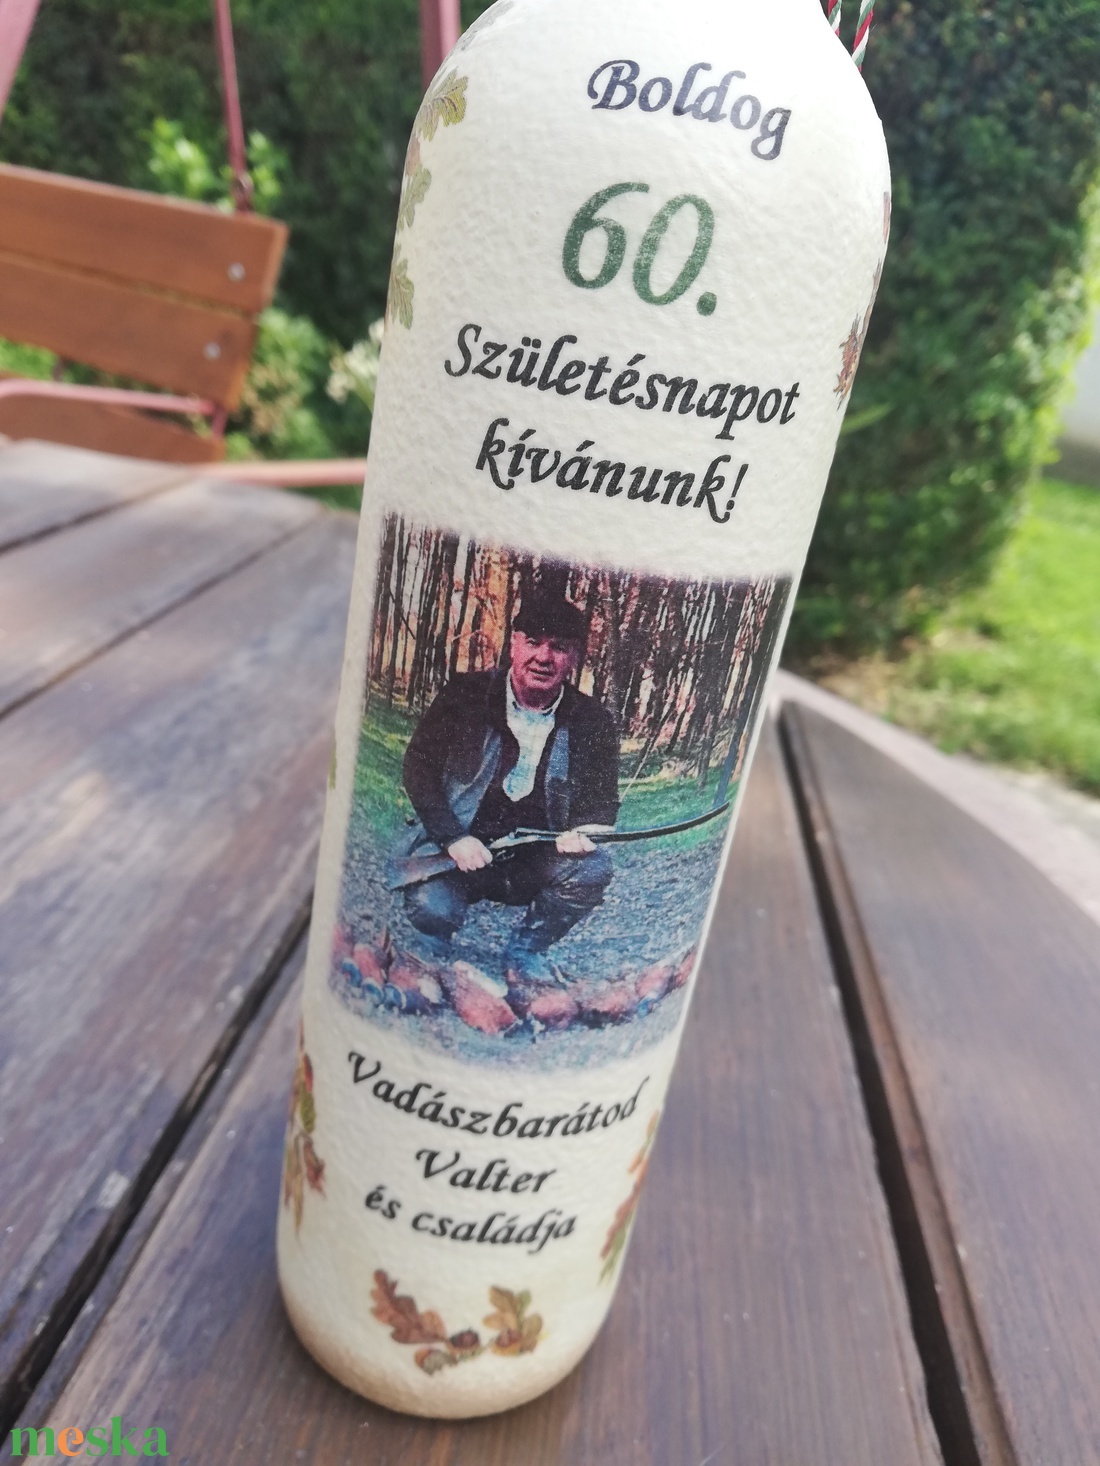 Boldog
60.
Születésnapot
kívánunk!
Vadászbarátod
Valter
és családja
meska